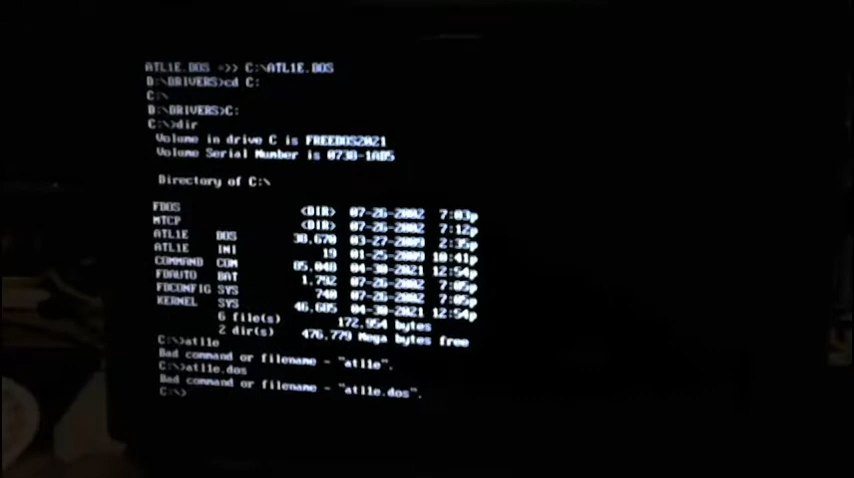 ATL1E.DOS =>> C:\ATL1E.DOS
D:\DRIVERS>cd C:
C:\
D:\DRIVERS>C:
C:\>dir
Volume in drive C is FREEDOS2021
Volume Serial Number is 073B-1AB5
Directory of C:\
FDOS <DIR> 07-26-2002 7:03p
MTCP <DIR> 07-26-2002 7:12p
ATL1E DOS 38,670 03-27-2009 2:35p
ATL1E INI 19 01-25-2009 10:41p
COMMAND COM 85,048 04-30-2021 12:54p
FDAUTO BAT 1,792 07-26-2002 7:05p
FDCONFIG SYS 740 07-26-2002 7:05p
KERNEL SYS 46,685 04-30-2021 12:54p
6 file(s) 172,954 bytes
2 dir(s) 476,779 Mega bytes free
C:\>atl1e
Bad command or filename - "atl1e".
C:\>atl1e.dos
Bad command or filename - "atl1e.dos".
C:\>